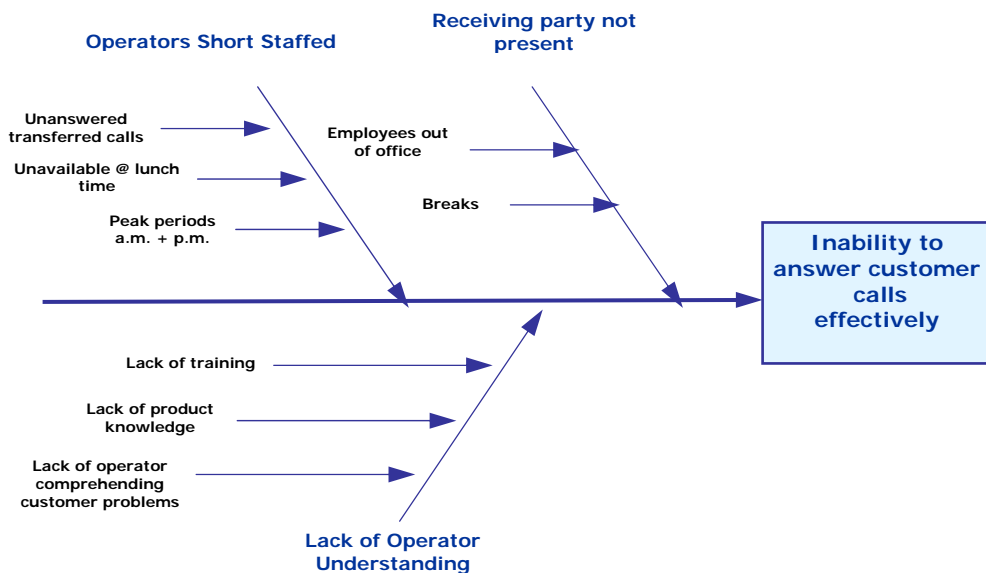 Operators Short Staffed
Receiving party not
present
Unanswered
transferred calls
Unavailable @ lunch
time
Peak periods
a.m. + p.m.
Employees out
of office
Breaks
Inability to
answer customer
calls
effectively
Lack of training
Lack of product
knowledge
Lack of operator
comprehending
customer problems
Lack of Operator
Understanding